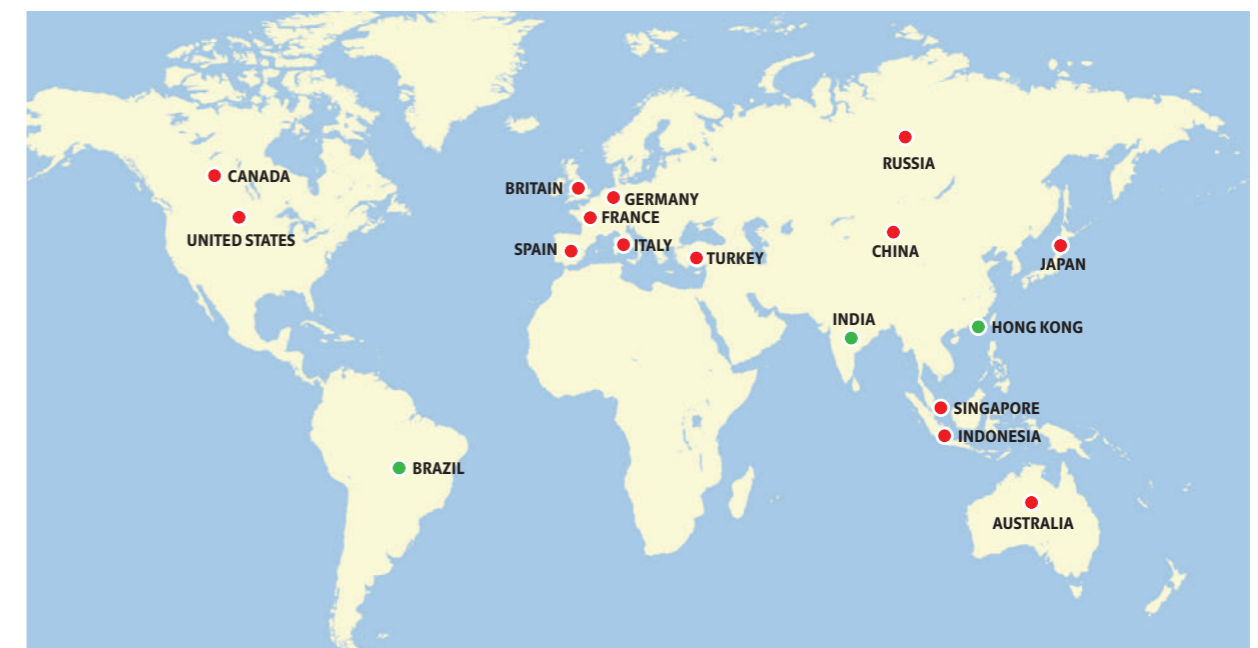 RUSSIA
CANADA
BRITAIN
GERMANY
FRANCE
UNITED STATES
SPAIN
ITALY
TURKEY
CHINA
JAPAN
INDIA
HONG KONG
SINGAPORE
INDONESIA
BRAZIL
AUSTRALIA